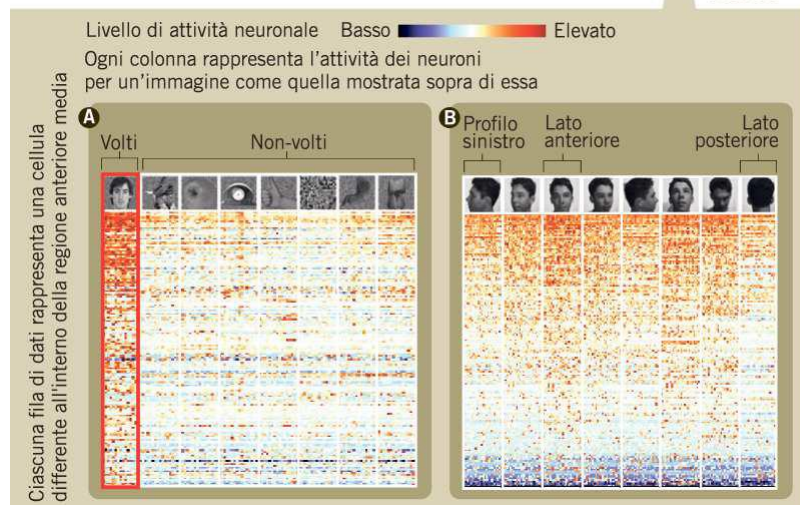 Livello di attività neuronale Basso Elevato
Ogni colonna rappresenta l'attività dei neuroni
per un'immagine come quella mostrata sopra di essa
Ciascuna fila di dati rappresenta una cellula
differente all'interno della regione anteriore media
A
Volti
Non-volti
B
Profilo
sinistro
Lato
anteriore
Lato
posteriore